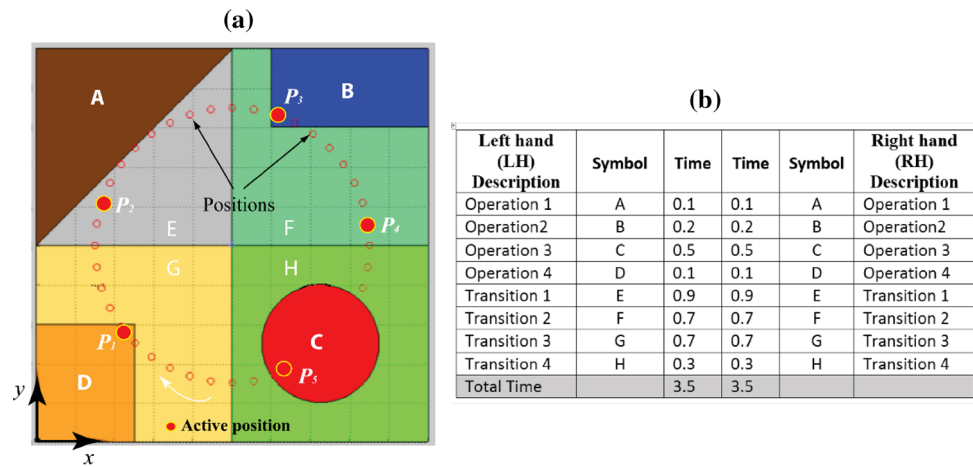 (a)
A
B
P3
P2
Positions
E
F
P4
G
H
P1
C
D
P5
y
Active position
x
(b)
Left hand (LH) Description Symbol Time Time Symbol Right hand (RH) Description
Operation 1 A 0.1 0.1 A Operation 1
Operation2 B 0.2 0.2 B Operation2
Operation 3 C 0.5 0.5 C Operation 3
Operation 4 D 0.1 0.1 D Operation 4
Transition 1 E 0.9 0.9 E Transition 1
Transition 2 F 0.7 0.7 F Transition 2
Transition 3 G 0.7 0.7 G Transition 3
Transition 4 H 0.3 0.3 H Transition 4
Total Time 3.5 3.5